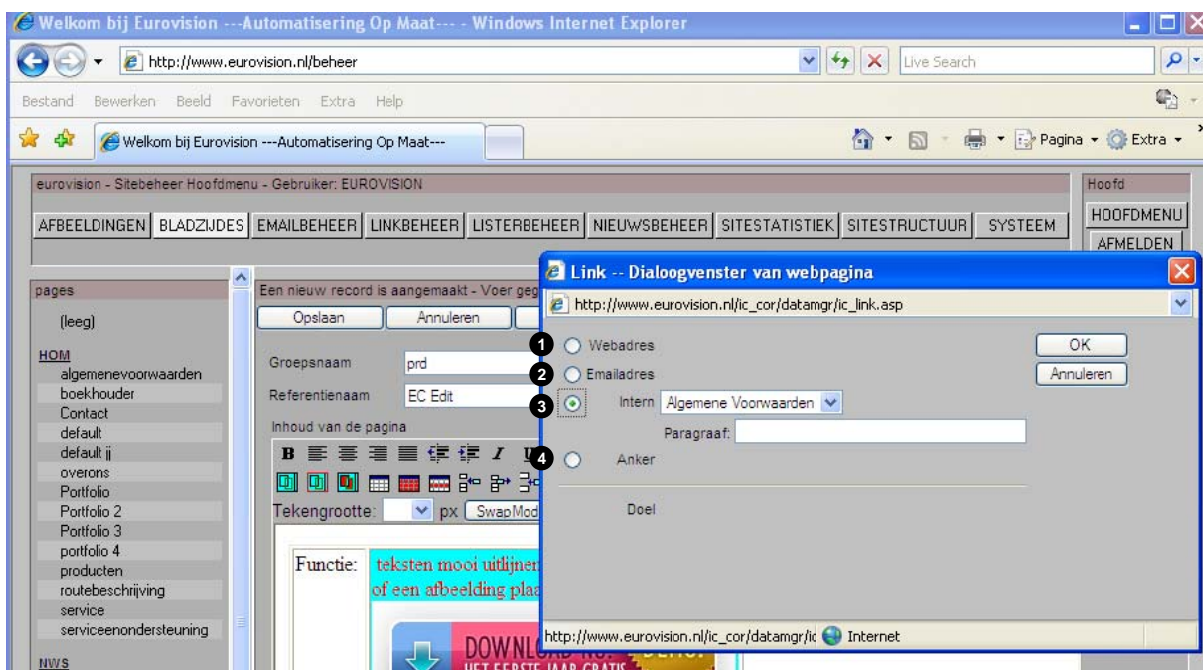 Welkom bij Eurovision ---Automatisering Op Maat--- - Windows Internet Explorer
http://www.eurovision.nl/beheer
Live Search
Bestand Bewerken Beeld Favorieten Extra Help
Welkom bij Eurovision ---Automatisering Op Maat---
Pagina
Extra
eurovision - Sitebeheer Hoofdmenu - Gebruiker: EUROVISION
Hoofd
AFBEELDINGEN BLADZIJDES EMAILBEHEER LINKBEHEER LISTERBEHEER NIEUWSBEHEER SITESTATISTIEK SITESTRUCTUUR SYSTEEM
HOOFDMENU
AFMELDEN
pages
(leeg)
HOM
algemenevoorwaarden
boekhouder
Contact
default
default jj
overons
Portfolio
Portfolio 2
Portfolio 3
portfolio 4
producten
routebeschrijving
service
serviceenondersteuning
NWS
Een nieuw record is aangemaakt - Voer geg
Opslaan Annuleren
Groepsnaam prd
Referentienaam EC Edit
Inhoud van de pagina
B I U
Tekengrootte: px SwapMod
Functie: teksten mooi uitlijnen
of een afbeelding plaa
DOWNLOAD NU!
DEMO!
HET EERSTE JAAR GRATIS
Link -- Dialoogvenster van webpagina
http://www.eurovision.nl/ic_cor/datamgr/ic_link.asp
1 Webadres
OK
2 Emailadres
Annuleren
3 Intern Algemene Voorwaarden
Paragraaf:
4 Anker
Doel
http://www.eurovision.nl/ic_cor/datamgr/ic Internet